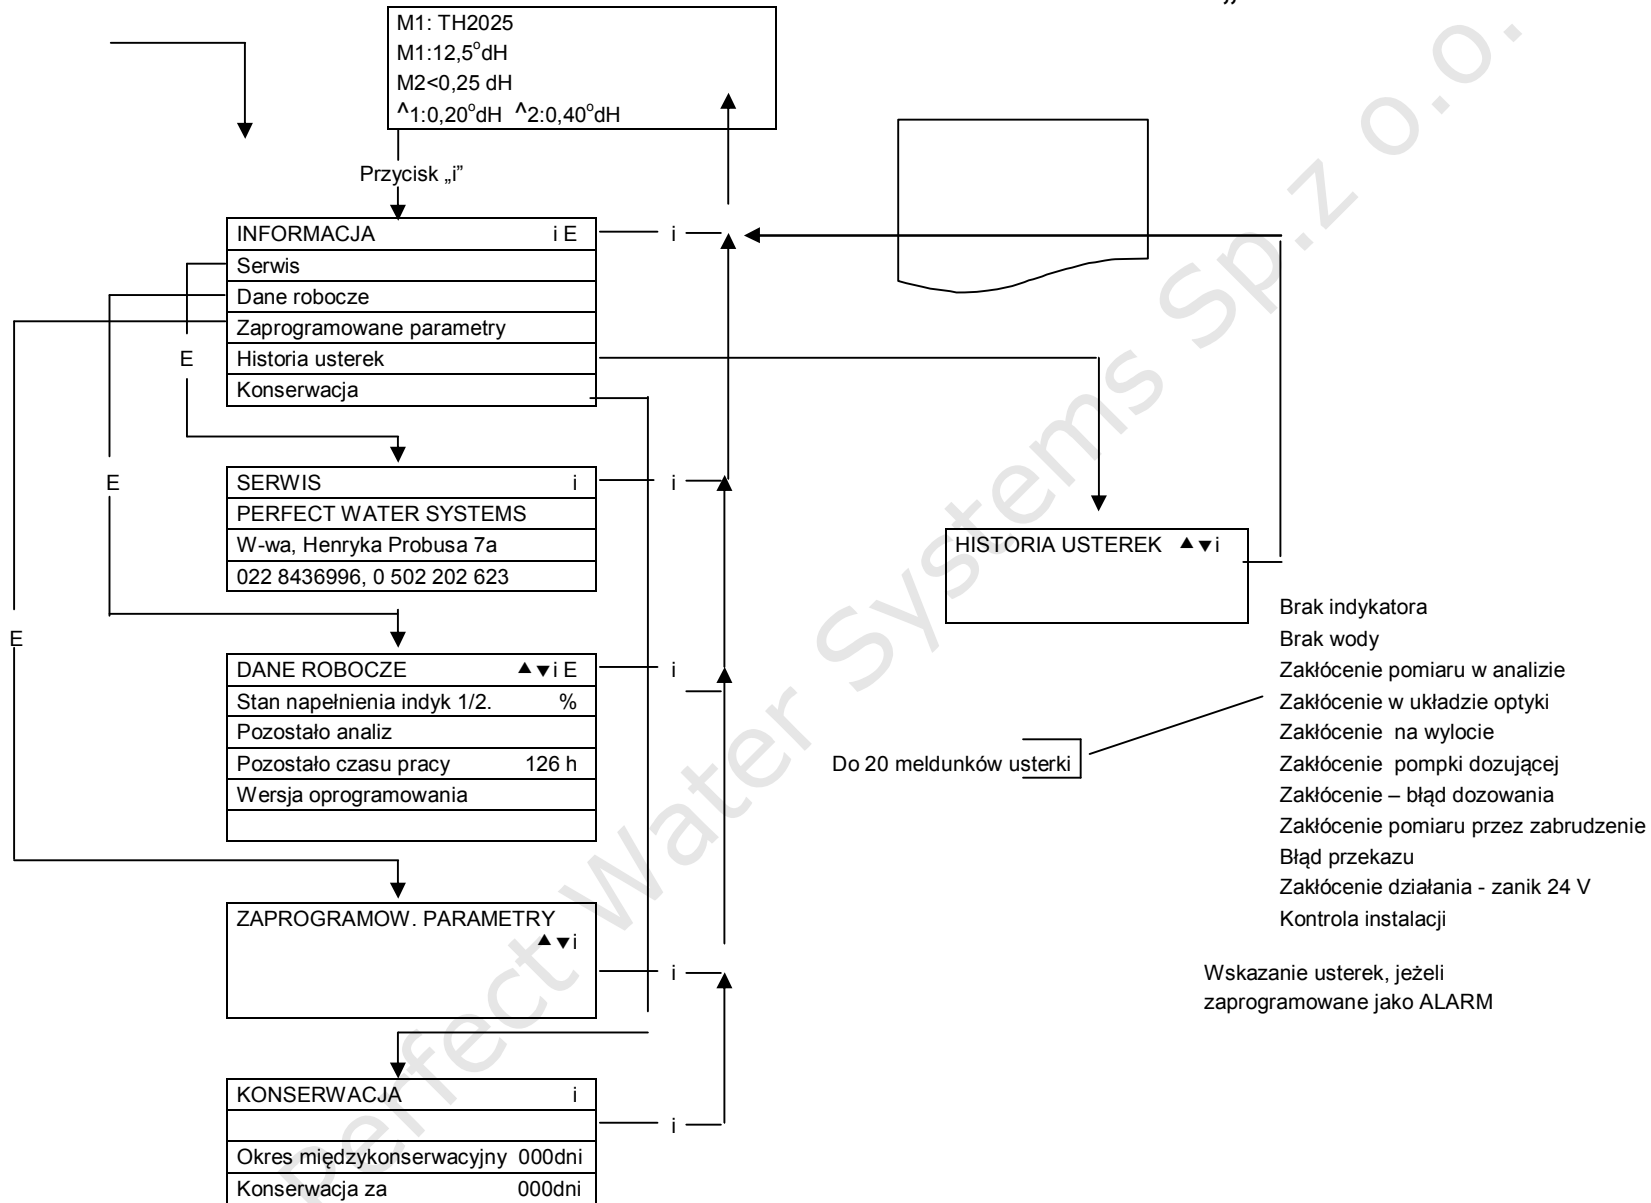 „
M1: TH2025
M1:12,5°dH
M2<0,25 dH
^1:0,20°dH ^2:0,40°dH
Przycisk „i”
INFORMACJA i E
i
Serwis
Dane robocze
Zaprogramowane parametry
E
Historia usterek
Konserwacja
E
SERWIS i
i
PERFECT WATER SYSTEMS
W-wa, Henryka Probusa 7a
022 8436996, 0 502 202 623
HISTORIA USTEREK ▲▼i
E
DANE ROBOCZE ▲▼i E
i
Stan napełnienia indyk 1/2. %
Pozostało analiz
Pozostało czasu pracy 126 h
Wersja oprogramowania
Do 20 meldunków usterki
Brak indykatora
Brak wody
Zakłócenie pomiaru w analizie
Zakłócenie w układzie optyki
Zakłócenie na wylocie
Zakłócenie pompki dozującej
Zakłócenie – błąd dozowania
Zakłócenie pomiaru przez zabrudzenie
Błąd przekazu
Zakłócenie działania - zanik 24 V
Kontrola instalacji
Wskazanie usterek, jeżeli
zaprogramowane jako ALARM
ZAPROGRAMOW. PARAMETRY
▲▼i
i
KONSERWACJA i
i
Okres międzykonserwacyjny 000dni
Konserwacja za 000dni
Perfect Water Systems Sp.z o.o.